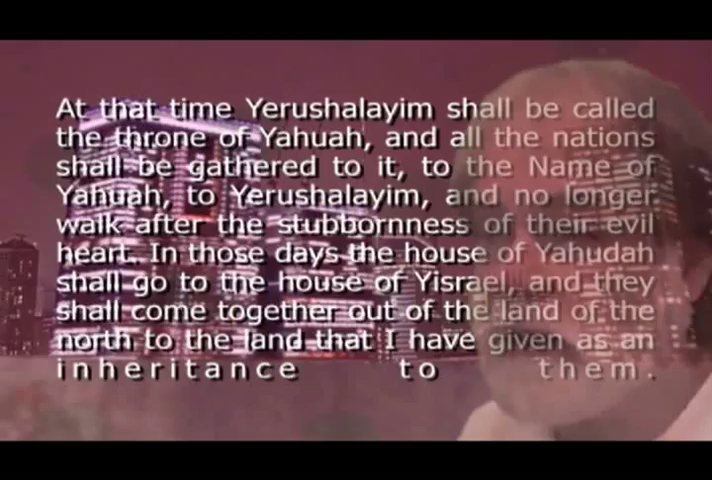 At that time Yerushalayim shall be called
the throne of Yahuah, and all the nations
shall be gathered to it, to the Name of
Yahuah, to Yerushalayim, and no longer
walk after the stubbornness of their evil
heart. In those days the house of Yahudah
shall go to the house of Yisrael, and they
shall come together out of the land of the
north to the land that I have given as an
inheritance to them.